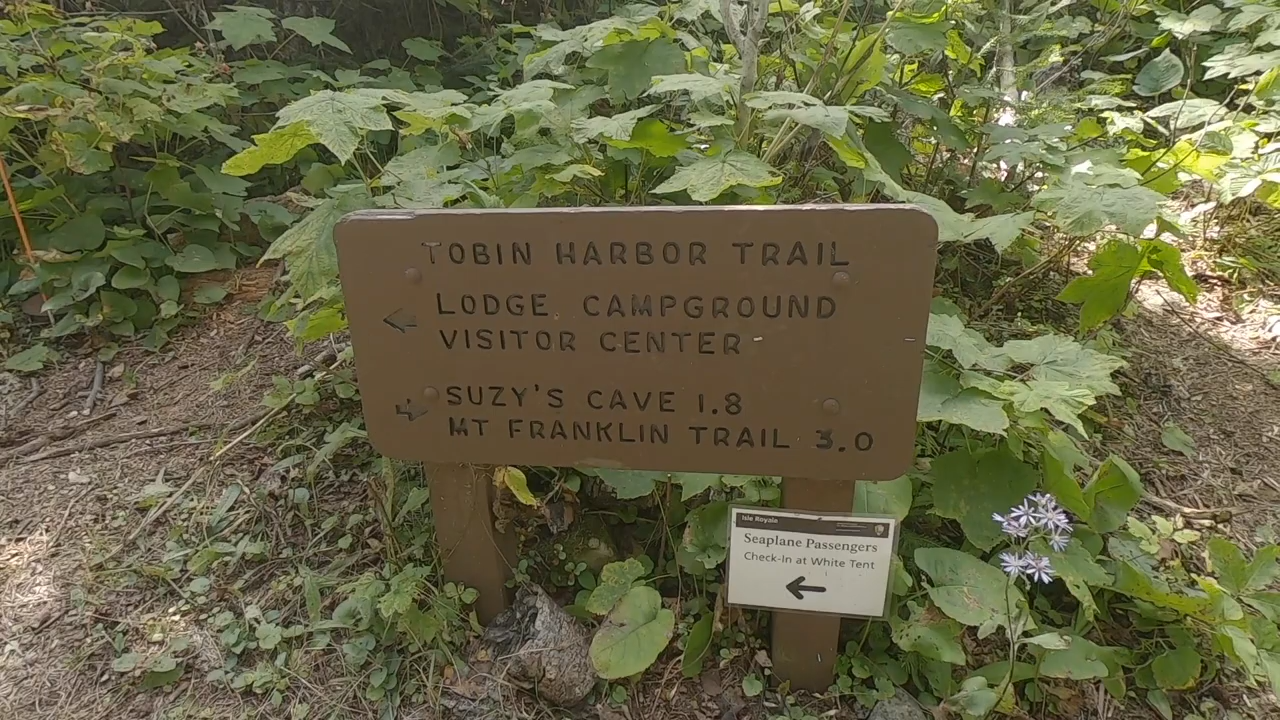 TOBIN HARBOR TRAIL
LODGE CAMPGROUND
VISITOR CENTER
SUZY'S CAVE 1.8
MT FRANKLIN TRAIL 3.0
Isle Royale
Seaplane Passengers
Check-In at White Tent